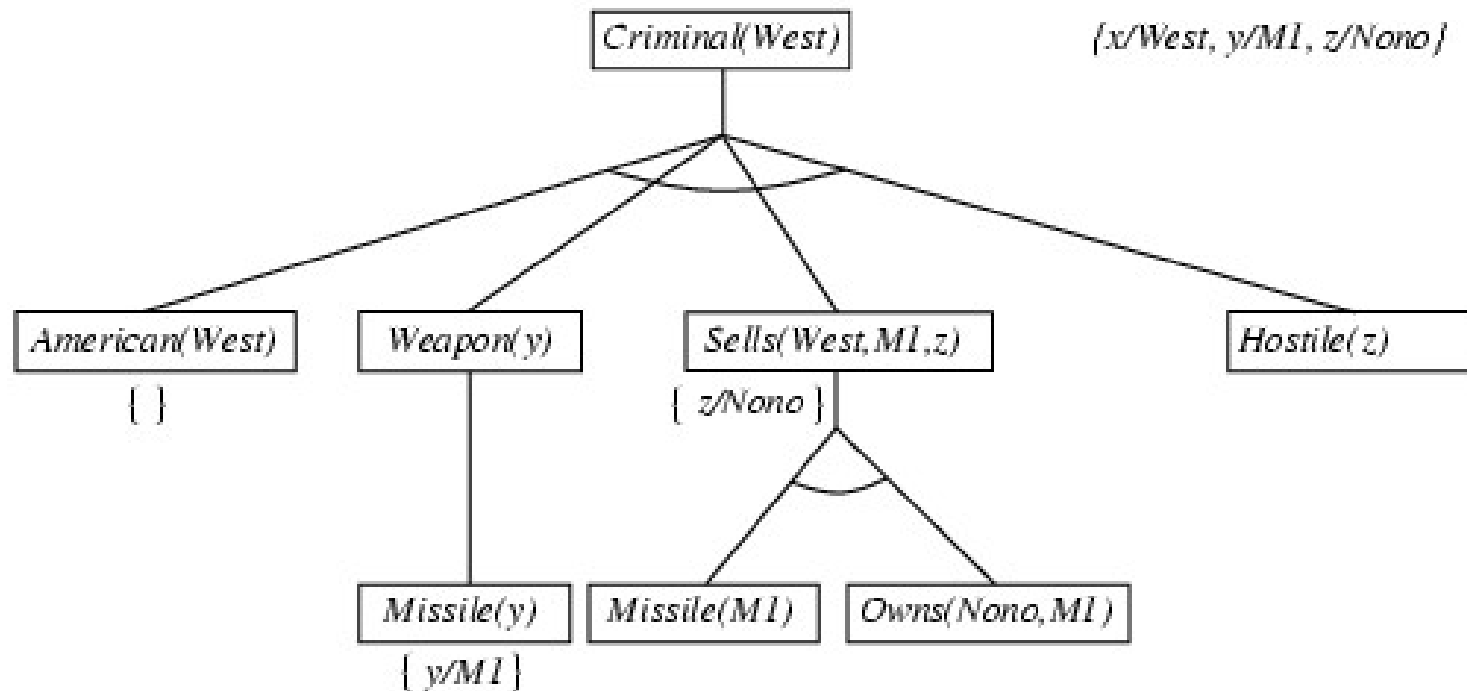 Criminal(West)
{x/West, y/M1, z/Nono}
American(West)
Weapon(y)
Sells(West,M1,z)
Hostile(z)
{ }
{ z/Nono }
Missile(y)
Missile(M1)
Owns(Nono,M1)
{ y/M1 }